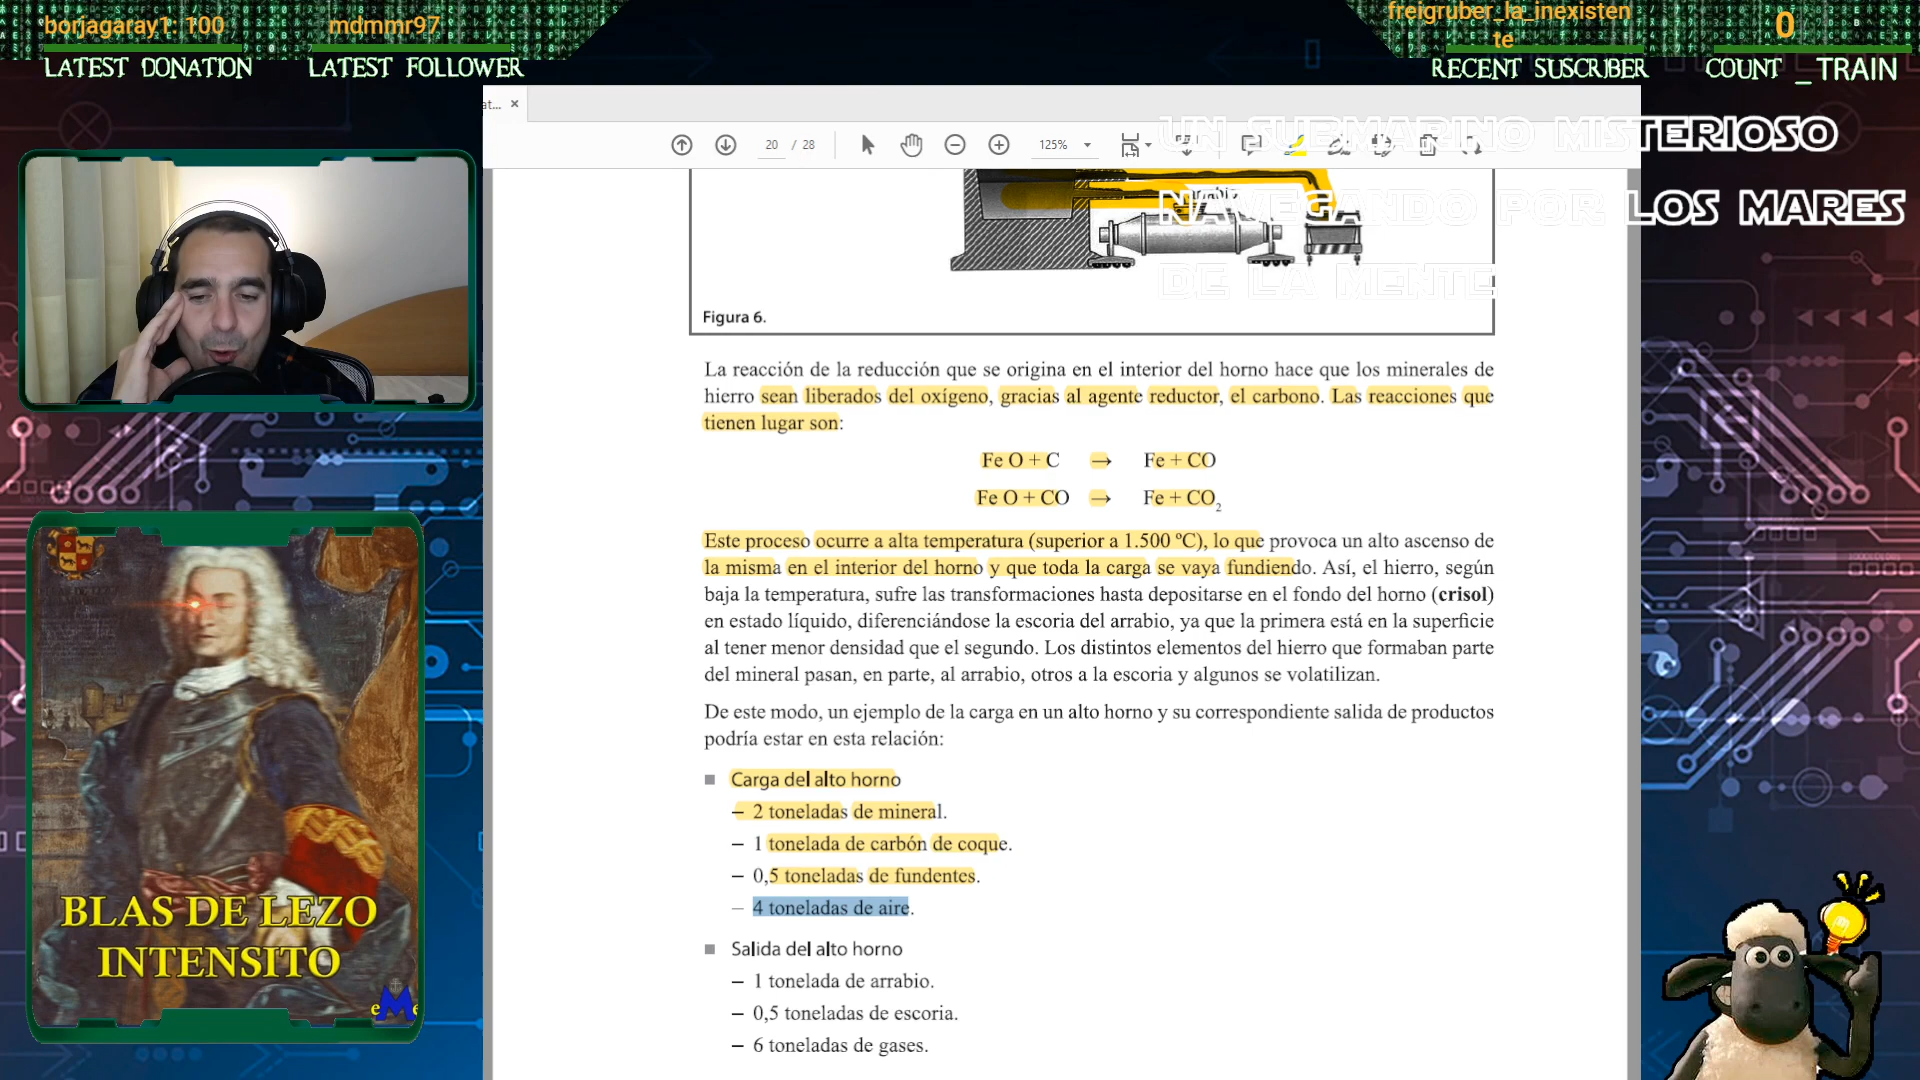 borjagaray1: 100
mdmmr97
freigruber_la_inexisten
te
0
LATEST DONATION
LATEST FOLLOWER
RECENT SUSCRIBER
COUNT _TRAIN
at... ×
20 / 28
125%
UN SUBMARINO MISTERIOSO
NAVEGANDO POR LOS MARES
DE LA MENTE
Figura 6.
La reacción de la reducción que se origina en el interior del horno hace que los minerales de
hierro sean liberados del oxígeno, gracias al agente reductor, el carbono. Las reacciones que
tienen lugar son:
Fe O + C → Fe + CO
Fe O + CO → Fe + CO₂
Este proceso ocurre a alta temperatura (superior a 1.500 ºC), lo que provoca un alto ascenso de
la misma en el interior del horno y que toda la carga se vaya fundiendo. Así, el hierro, según
baja la temperatura, sufre las transformaciones hasta depositarse en el fondo del horno (crisol)
en estado líquido, diferenciándose la escoria del arrabio, ya que la primera está en la superficie
al tener menor densidad que el segundo. Los distintos elementos del hierro que formaban parte
del mineral pasan, en parte, al arrabio, otros a la escoria y algunos se volatilizan.
De este modo, un ejemplo de la carga en un alto horno y su correspondiente salida de productos
podría estar en esta relación:
■ Carga del alto horno
– 2 toneladas de mineral.
– 1 tonelada de carbón de coque.
– 0,5 toneladas de fundentes.
– 4 toneladas de aire.
■ Salida del alto horno
– 1 tonelada de arrabio.
– 0,5 toneladas de escoria.
– 6 toneladas de gases.
BLAS DE LEZO
INTENSITO
eMe